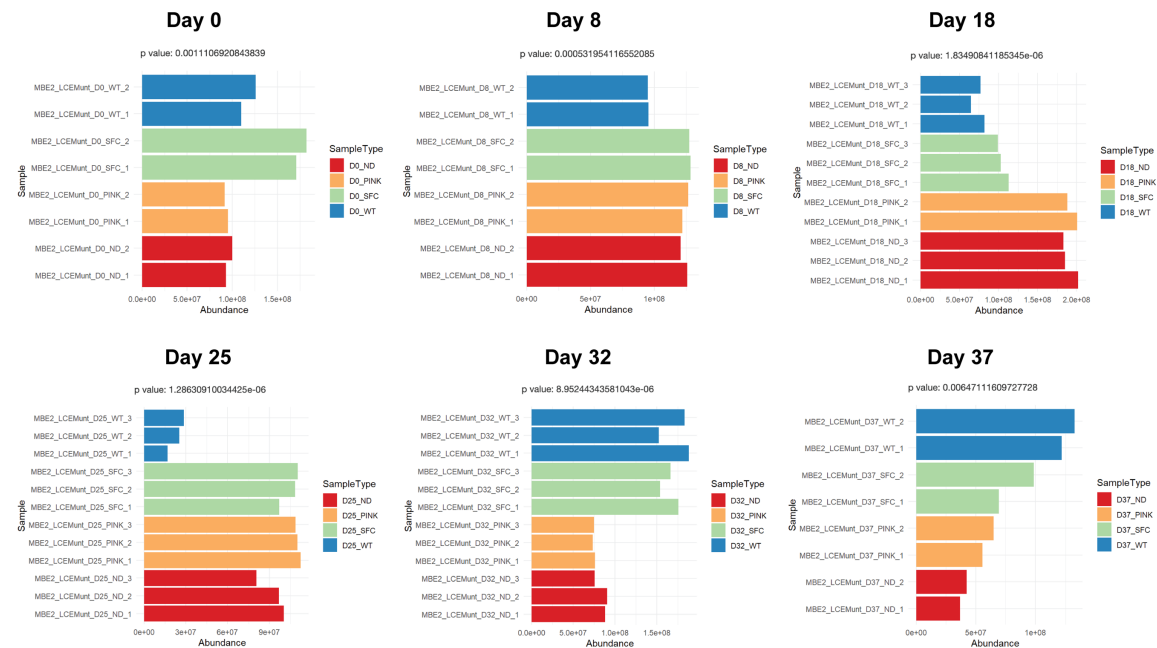 Day 0
p value: 0.0011106920843839
MBE2_LCEMunt_D0_WT_2
MBE2_LCEMunt_D0_WT_1
MBE2_LCEMunt_D0_SFC_2
MBE2_LCEMunt_D0_SFC_1
MBE2_LCEMunt_D0_PINK_2
MBE2_LCEMunt_D0_PINK_1
MBE2_LCEMunt_D0_ND_2
MBE2_LCEMunt_D0_ND_1
Sample
0.0e+00 5.0e+07 1.0e+08 1.5e+08
Abundance
SampleType
D0_ND
D0_PINK
D0_SFC
D0_WT
Day 8
p value: 0.000531954116552085
MBE2_LCEMunt_D8_WT_2
MBE2_LCEMunt_D8_WT_1
MBE2_LCEMunt_D8_SFC_2
MBE2_LCEMunt_D8_SFC_1
MBE2_LCEMunt_D8_PINK_2
MBE2_LCEMunt_D8_PINK_1
MBE2_LCEMunt_D8_ND_2
MBE2_LCEMunt_D8_ND_1
Sample
0e+00 5e+07 1e+08
Abundance
SampleType
D8_ND
D8_PINK
D8_SFC
D8_WT
Day 18
p value: 1.83490841185345e-06
MBE2_LCEMunt_D18_WT_3
MBE2_LCEMunt_D18_WT_2
MBE2_LCEMunt_D18_WT_1
MBE2_LCEMunt_D18_SFC_3
MBE2_LCEMunt_D18_SFC_2
MBE2_LCEMunt_D18_SFC_1
MBE2_LCEMunt_D18_PINK_2
MBE2_LCEMunt_D18_PINK_1
MBE2_LCEMunt_D18_ND_3
MBE2_LCEMunt_D18_ND_2
MBE2_LCEMunt_D18_ND_1
Sample
0.0e+00 5.0e+07 1.0e+08 1.5e+08 2.0e+08
Abundance
SampleType
D18_ND
D18_PINK
D18_SFC
D18_WT
Day 25
p value: 1.28630910034425e-06
MBE2_LCEMunt_D25_WT_3
MBE2_LCEMunt_D25_WT_2
MBE2_LCEMunt_D25_WT_1
MBE2_LCEMunt_D25_SFC_3
MBE2_LCEMunt_D25_SFC_2
MBE2_LCEMunt_D25_SFC_1
MBE2_LCEMunt_D25_PINK_3
MBE2_LCEMunt_D25_PINK_2
MBE2_LCEMunt_D25_PINK_1
MBE2_LCEMunt_D25_ND_3
MBE2_LCEMunt_D25_ND_2
MBE2_LCEMunt_D25_ND_1
Sample
0e+00 3e+07 6e+07 9e+07
Abundance
SampleType
D25_ND
D25_PINK
D25_SFC
D25_WT
Day 32
p value: 8.95244343581043e-06
MBE2_LCEMunt_D32_WT_3
MBE2_LCEMunt_D32_WT_2
MBE2_LCEMunt_D32_WT_1
MBE2_LCEMunt_D32_SFC_3
MBE2_LCEMunt_D32_SFC_2
MBE2_LCEMunt_D32_SFC_1
MBE2_LCEMunt_D32_PINK_3
MBE2_LCEMunt_D32_PINK_2
MBE2_LCEMunt_D32_PINK_1
MBE2_LCEMunt_D32_ND_3
MBE2_LCEMunt_D32_ND_2
MBE2_LCEMunt_D32_ND_1
Sample
0.0e+00 5.0e+07 1.0e+08 1.5e+08
Abundance
SampleType
D32_ND
D32_PINK
D32_SFC
D32_WT
Day 37
p value: 0.00647111609727728
MBE2_LCEMunt_D37_WT_2
MBE2_LCEMunt_D37_WT_1
MBE2_LCEMunt_D37_SFC_2
MBE2_LCEMunt_D37_SFC_1
MBE2_LCEMunt_D37_PINK_2
MBE2_LCEMunt_D37_PINK_1
MBE2_LCEMunt_D37_ND_2
MBE2_LCEMunt_D37_ND_1
Sample
0e+00 5e+07 1e+08
Abundance
SampleType
D37_ND
D37_PINK
D37_SFC
D37_WT